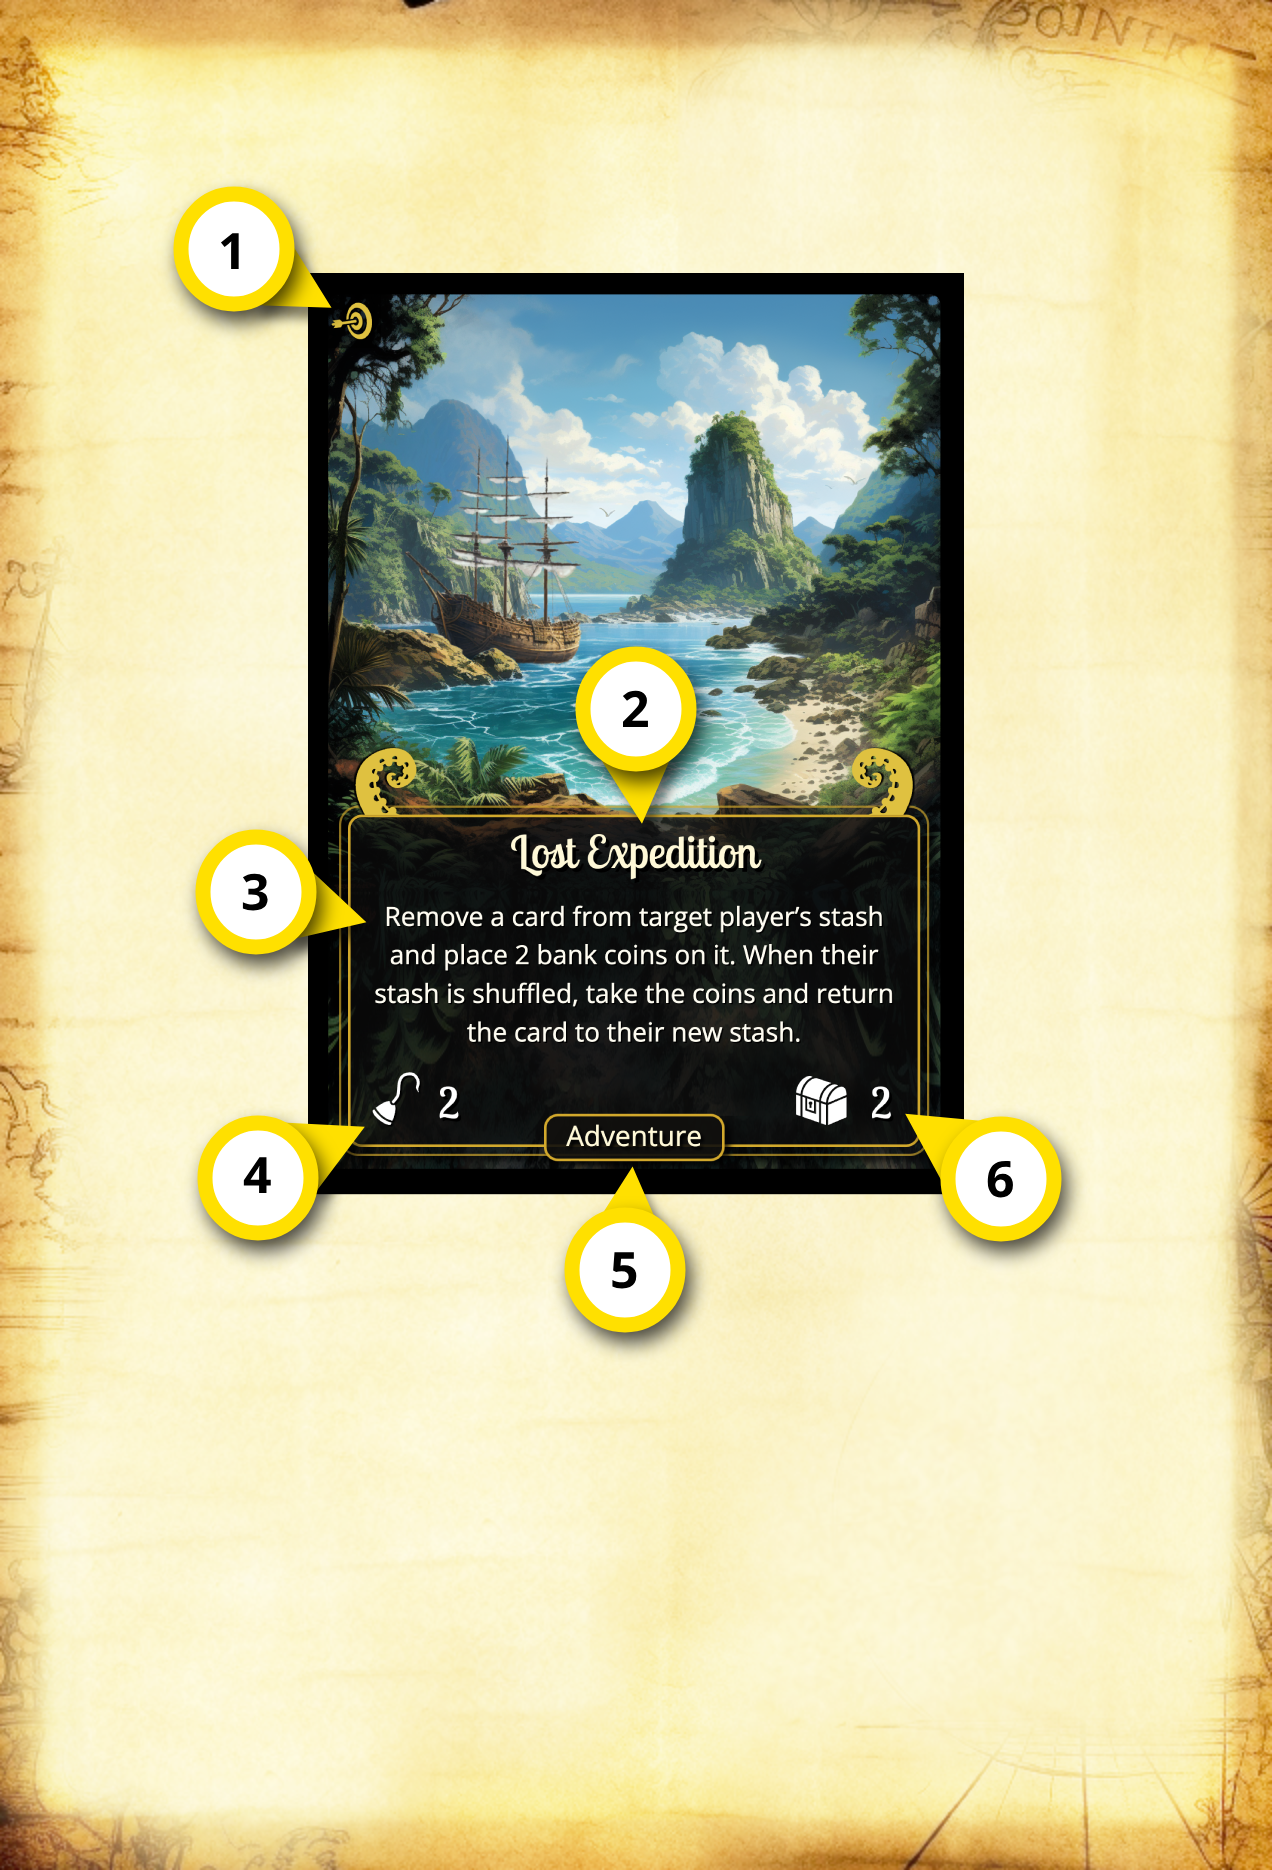 1
2
Lost Expedition
3
Remove a card from target player's stash
and place 2 bank coins on it. When their
stash is shuffled, take the coins and return
the card to their new stash.
2
2
Adventure
4
6
5